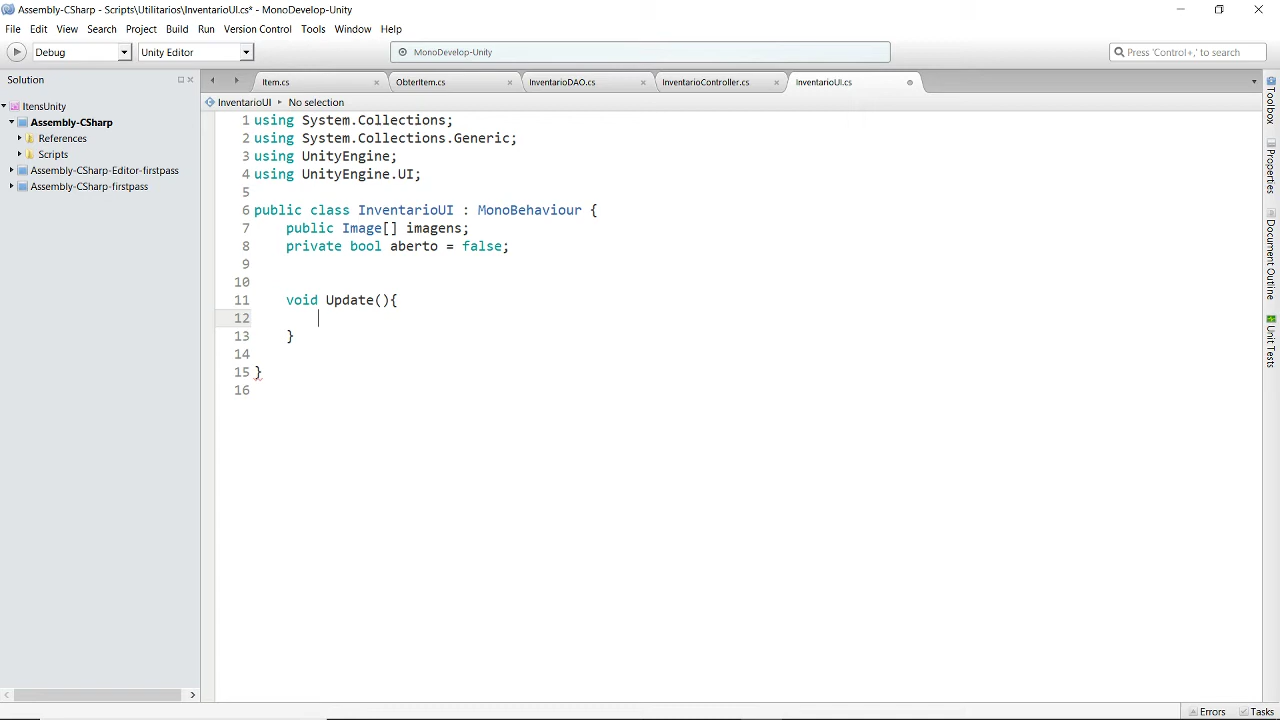 Assembly-CSharp - Scripts\Utilitarios\InventarioUI.cs* - MonoDevelop-Unity
File Edit View Search Project Build Run Version Control Tools Window Help
Debug Unity Editor MonoDevelop-Unity Press 'Control+,' to search
Solution
Item.cs ObterItem.cs InventarioDAO.cs InventarioController.cs InventarioUI.cs
InventarioUI No selection
ItensUnity
Assembly-CSharp
References
Scripts
Assembly-CSharp-Editor-firstpass
Assembly-CSharp-firstpass
1 using System.Collections;
2 using System.Collections.Generic;
3 using UnityEngine;
4 using UnityEngine.UI;
5
6 public class InventarioUI : MonoBehaviour {
7 public Image[] imagens;
8 private bool aberto = false;
9
10
11 void Update(){
12
13 }
14
15 }
16
Toolbox
Properties
Document Outline
Unit Tests
Errors Tasks